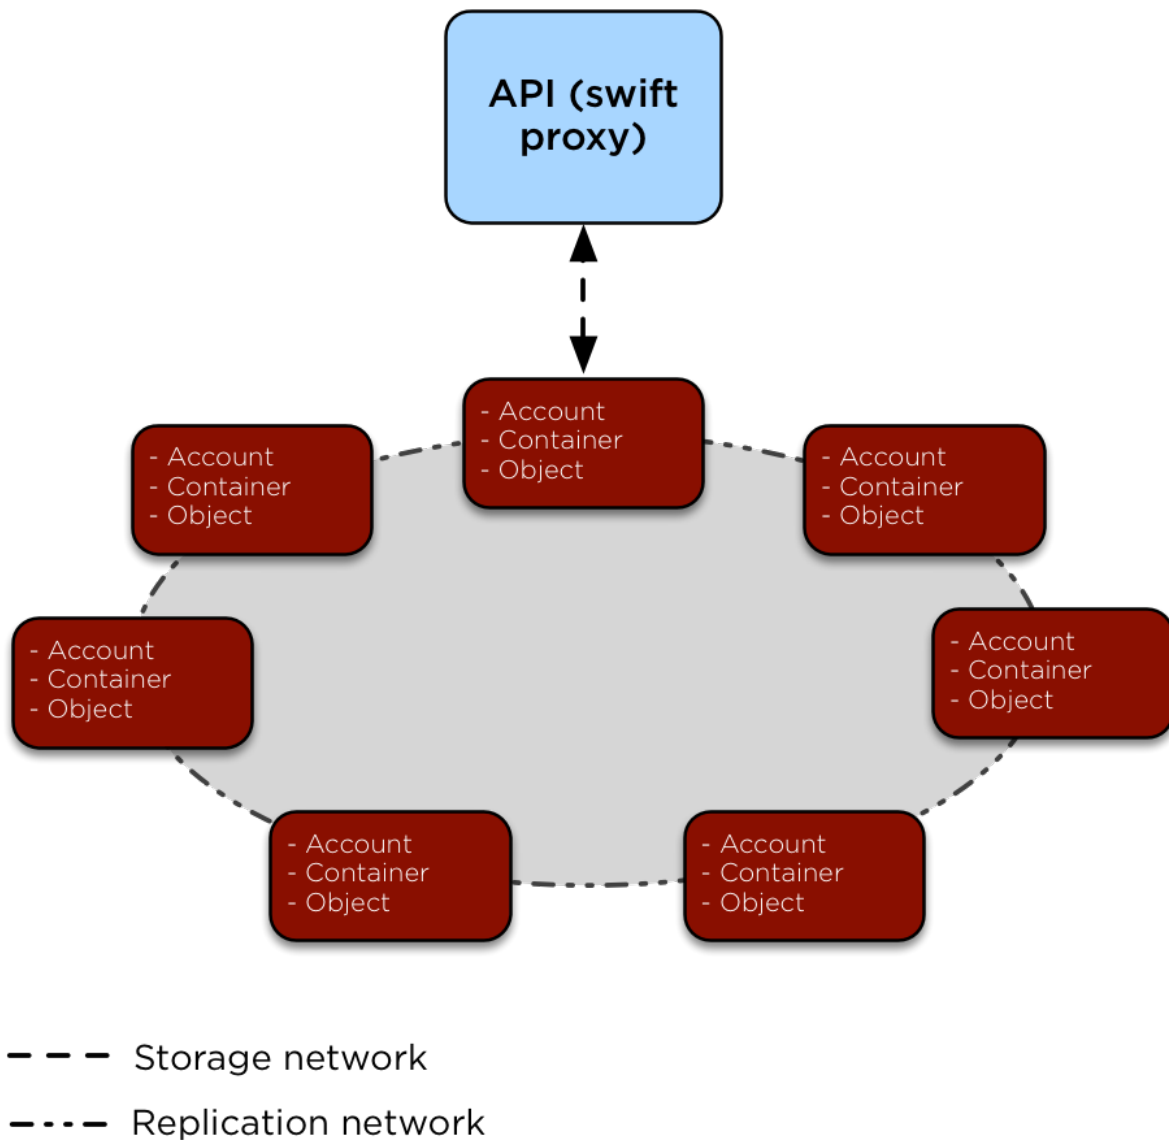 API (swift
proxy)
- Account
- Container
- Object
- Account
- Container
- Object
- Account
- Container
- Object
- Account
- Container
- Object
- Account
- Container
- Object
- Account
- Container
- Object
- Account
- Container
- Object
Storage network
Replication network